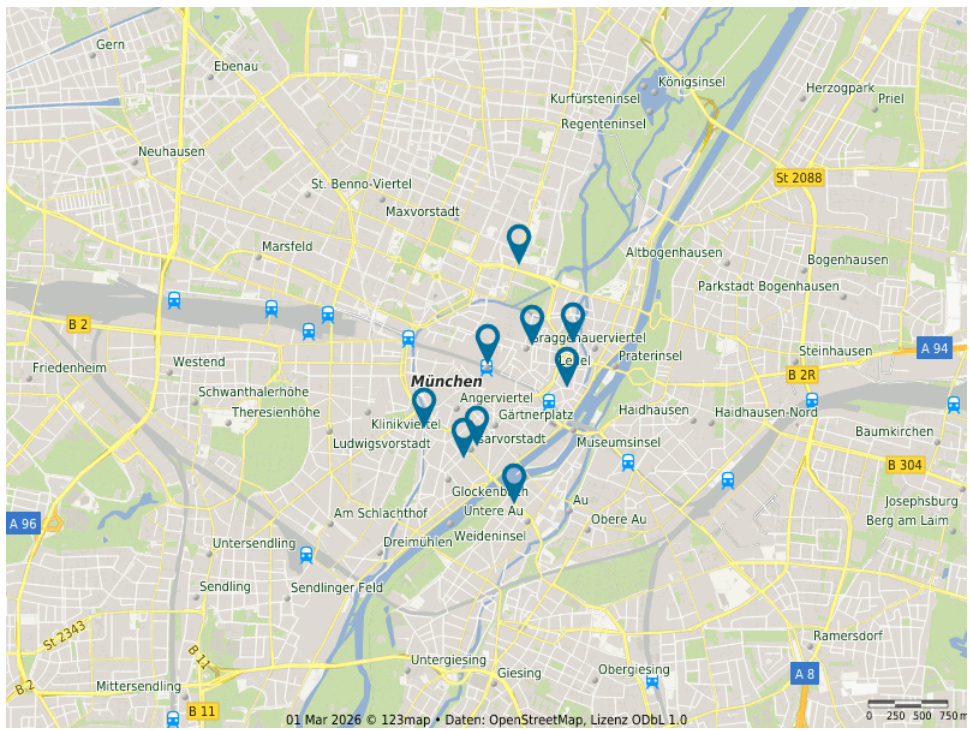 Gern
Ebenau
Königsinsel
Kurfürsteninsel
Herzogpark
Priel
Regenteninsel
Neuhausen
St 2088
St. Benno-Viertel
Maxvorstadt
Marsfeld
Altbogenhausen
Bogenhausen
Parkstadt Bogenhausen
B 2
Graggenauerviertel
A 94
Steinhausen
Praterinsel
Westend
Lehel
Friedenheim
B 2R
München
Schwanthalerhöhe
Angerviertel
Theresienhöhe
Gärtnerplatz
Haidhausen
Haidhausen-Nord
Klinikviertel
Baumkirchen
Ludwigsvorstadt
Isarvorstadt
Museumsinsel
B 304
Glockenbach
Josephsburg
Au
Am Schlachthof
Untere Au
Obere Au
Berg am Laim
A 96
Weideninsel
Untersendling
Dreimühlen
Sendling
Sendlinger Feld
St 2343
Ramersdorf
B 11
Untergiesing
Giesing
Obergiesing
A 8
B 2
Mittersendling
B 11
01 Mar 2026 © 123map • Daten: OpenStreetMap, Lizenz ODbL 1.0
0 250 500 750 m